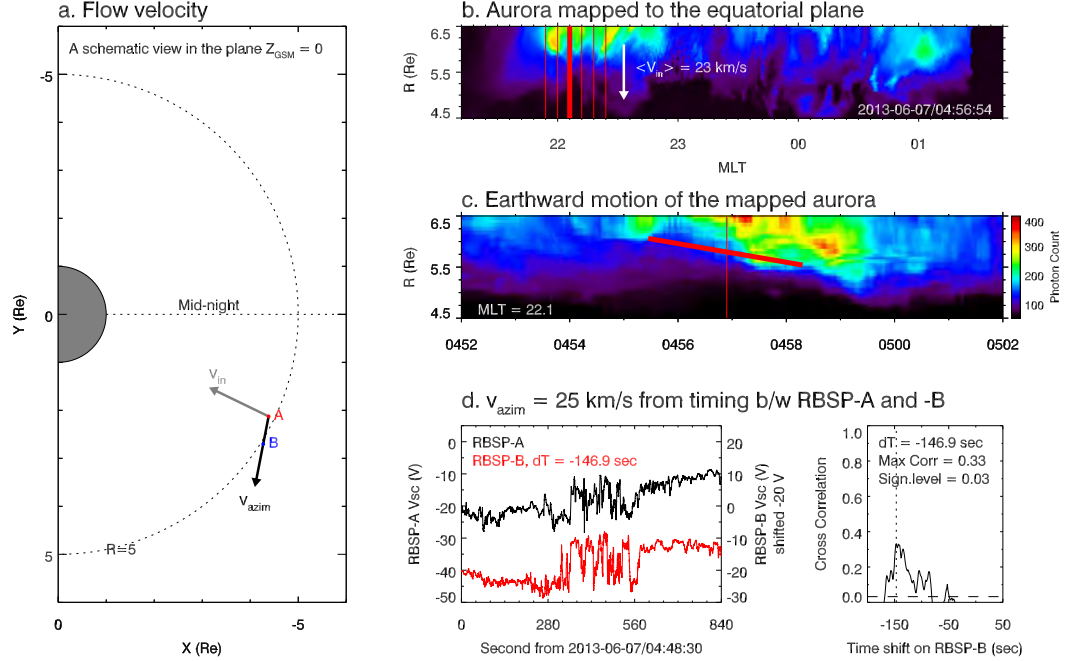 a. Flow velocity
A schematic view in the plane Z_GSM = 0
-5
0
5
Y (Re)
Mid-night
V_in
A
B
V_azim
R=5
0
-5
X (Re)
b. Aurora mapped to the equatorial plane
6.5
5.5
4.5
R (Re)
<V_in> = 23 km/s
2013-06-07/04:56:54
22
23
00
01
MLT
c. Earthward motion of the mapped aurora
6.5
5.5
4.5
R (Re)
MLT = 22.1
0452
0454
0456
0458
0500
0502
400
300
200
100
Photon Count
d. v_azim = 25 km/s from timing b/w RBSP-A and -B
RBSP-A
RBSP-B, dT = -146.9 sec
0
-10
-20
-30
-40
-50
RBSP-A Vsc (V)
20
10
0
-10
-20
-30
RBSP-B Vsc (V)
shifted -20 V
0
280
560
840
Second from 2013-06-07/04:48:30
dT = -146.9 sec
Max Corr = 0.33
Sign.level = 0.03
1.0
0.8
0.6
0.4
0.2
0.0
Cross Correlation
-150
-50
50
Time shift on RBSP-B (sec)